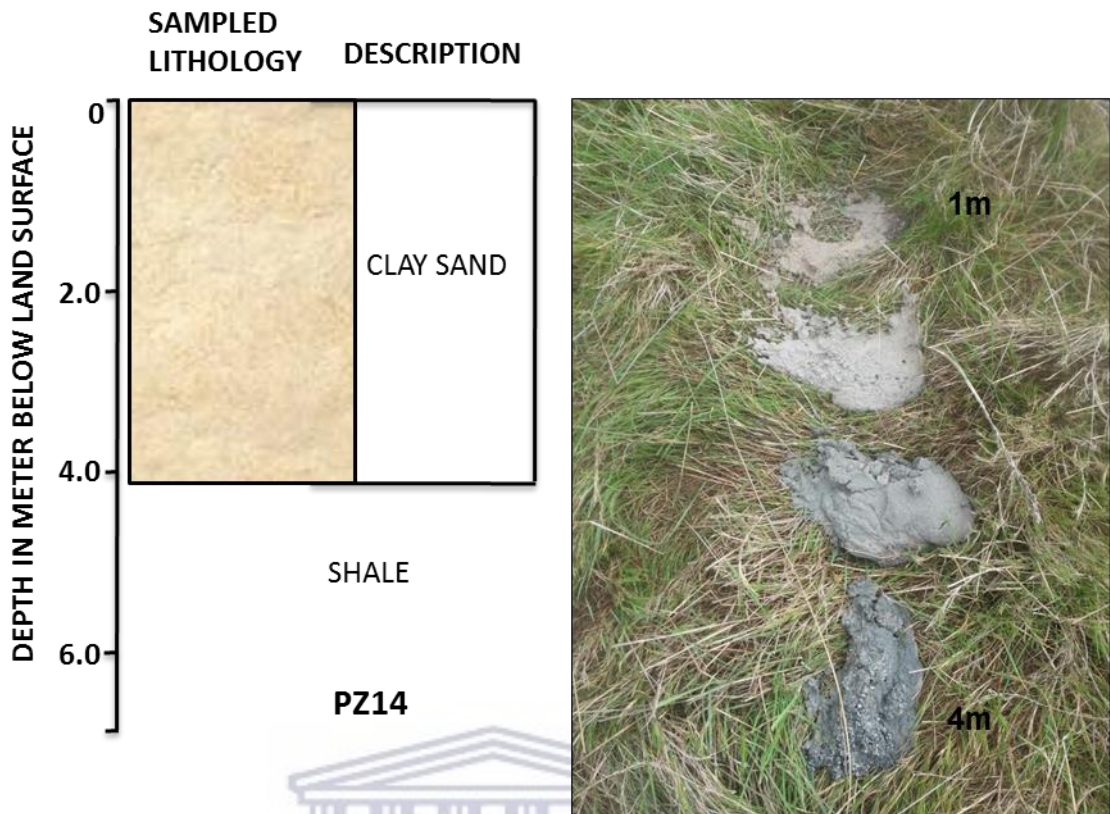 SAMPLED
LITHOLOGY
DESCRIPTION
DEPTH IN METER BELOW LAND SURFACE
0
2.0
4.0
6.0
CLAY SAND
SHALE
PZ14
1m
4m